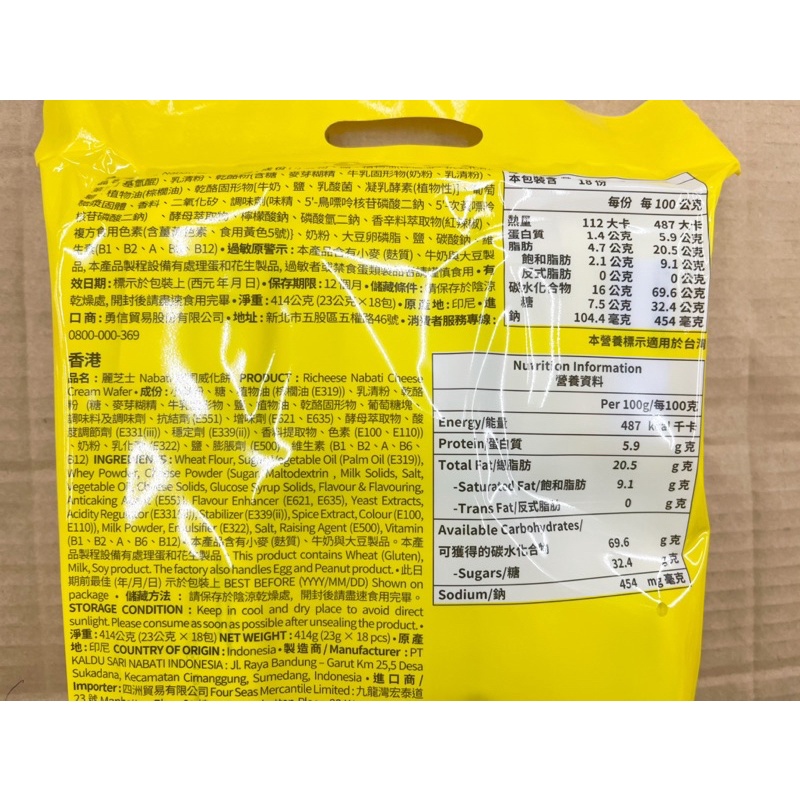 基氨酸)、乳清粉、乾酪粉(含糖、麥芽糊精、牛乳固形物(奶粉、乳清粉)、
植物油(棕櫚油)、乾酪固形物[牛奶、鹽、乳酸菌、凝乳酵素(植物性)]、葡萄
糖漿固體、香料、二氧化矽、調味劑(味精、5'-鳥嘌呤核苷磷酸二鈉、5'-次黃嘌呤
核苷磷酸二鈉)、酵母萃取物、檸檬酸鈉、磷酸氫二鈉、香辛料萃取物(紅辣椒)、
複方食用色素(含薑黃色素、食用黃色5號)、奶粉、大豆卵磷脂、鹽、碳酸鈉、維
生素(B1、B2、A、B6、B12)•過敏原警示:本產品含有小麥(麩質)、牛奶與大豆製
品,本產品製程設備有處理蛋和花生製品,過敏者或禁食蛋類製品者請謹慎食用•有
效日期:標示於包裝上(西元年月日)•保存期限:12個月•儲藏條件:請保存於陰涼
乾燥處,開封後請盡速食用完畢•淨重:414公克(23公克×18包)•原產地:印尼•進
口商:勇信貿易股份有限公司•地址:新北市五股區五權路46號•消費者服務專線:
0800-000-369
香港
品名:麗芝士 Nabati 威化餅 PRODUCT : Richeese Nabati Cheese
Cream Wafer•成份:小麥粉、糖、植物油(棕櫚油(E319))、乳清粉、乾酪
粉(糖、麥芽糊精、牛乳固形物、鹽、植物油、乾酪固形物、葡萄糖塊、
調味料及調味劑、抗結劑(E551)、增味劑(E621、E635)、酵母萃取物、酸
度調節劑(E331(iii))、穩定劑(E339(ii))、香料提取物、色素(E100、E110))
、奶粉、乳化劑(E322)、鹽、膨脹劑(E500)、維生素(B1、B2、A、B6、
B12) INGREDIENTS : Wheat Flour, Sugar, Vegetable Oil (Palm Oil (E319)),
Whey Powder, Cheese Powder (Sugar, Maltodextrin, Milk Solids, Salt,
Vegetable Oil, Cheese Solids, Glucose Syrup Solids, Flavour & Flavouring,
Anticaking Agent (E551), Flavour Enhancer (E621, E635), Yeast Extracts,
Acidity Regulator (E331(iii)), Stabilizer (E339(ii)), Spice Extract, Colour (E100,
E110)), Milk Powder, Emulsifier (E322), Salt, Raising Agent (E500), Vitamin
(B1、B2、A、B6、B12)•本產品含有小麥(麩質)、牛奶與大豆製品。本產
品製程設備有處理蛋和花生製品 This product contains Wheat (Gluten),
Milk, Soy product. The factory also handles Egg and Peanut product.•此日
期前最佳(年/月/日)示於包裝上 BEST BEFORE (YYYY/MM/DD) Shown on
package • 儲藏方法:請保存於陰涼乾燥處,開封後請盡速食用完畢。
STORAGE CONDITION : Keep in cool and dry place to avoid direct
sunlight. Please consume as soon as possible after unsealing the product. •
淨重:414公克(23公克×18包) NET WEIGHT : 414g (23g × 18 pcs)•原產
地:印尼 COUNTRY OF ORIGIN : Indonesia•製造商/Manufacturer : PT
KALDU SARI NABATI INDONESIA : JL Raya Bandung – Garut Km 25,5 Desa
Sukadana, Kecamatan Cimanggung, Sumedang, Indonesia • 進口商/
Importer : 四洲貿易有限公司 Four Seas Mercantile Limited : 九龍灣宏泰道
23號
本包裝含 18份
每份 每100公克
熱量 112大卡 487大卡
蛋白質 1.4公克 5.9公克
脂肪 4.7公克 20.5公克
飽和脂肪 2.1公克 9.1公克
反式脂肪 0公克 0公克
碳水化合物 16公克 69.6公克
糖 7.5公克 32.4公克
鈉 104.4毫克 454毫克
本營養標示適用於台灣
Nutrition Information
營養資料
Per 100g/每100克
Energy/能量 487 kcal千卡
Protein/蛋白質 5.9 g克
Total Fat/總脂肪 20.5 g克
-Saturated Fat/飽和脂肪 9.1 g克
-Trans Fat/反式脂肪 0 g克
Available Carbohydrates/
可獲得的碳水化合物 69.6 g克
-Sugars/糖 32.4 g克
Sodium/鈉 454 mg毫克